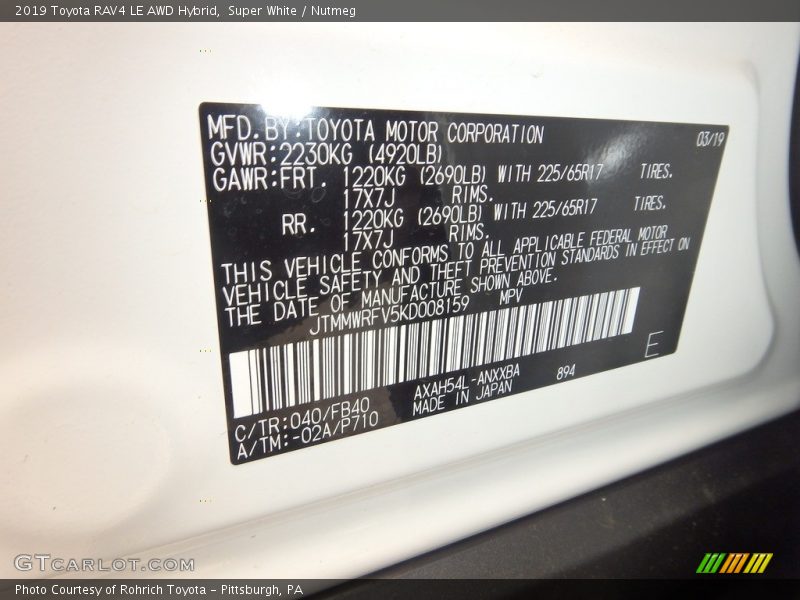 2019 Toyota RAV4 LE AWD Hybrid, Super White / Nutmeg
MFD. BY: TOYOTA MOTOR CORPORATION 03/19
GVWR: 2230KG (4920LB)
GAWR: FRT. 1220KG (2690LB) WITH 225/65R17 TIRES.
17X7J RIMS.
RR. 1220KG (2690LB) WITH 225/65R17 TIRES.
17X7J RIMS.
THIS VEHICLE CONFORMS TO ALL APPLICABLE FEDERAL MOTOR
VEHICLE SAFETY AND THEFT PREVENTION STANDARDS IN EFFECT ON
THE DATE OF MANUFACTURE SHOWN ABOVE.
JTMMWRFV5KD008159 MPV
E
C/TR: 040/FB40 AXAH54L-ANXXBA 894
A/TM: -02A/P710 MADE IN JAPAN
GTCARLOT.COM
Photo Courtesy of Rohrich Toyota - Pittsburgh, PA